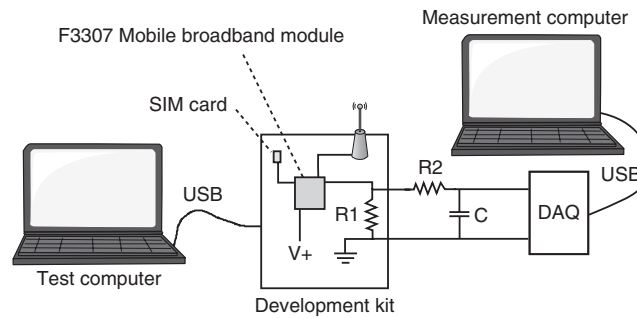 Measurement computer
F3307 Mobile broadband module
SIM card
USB
R2
R1
C
DAQ
USB
V+
Test computer
Development kit